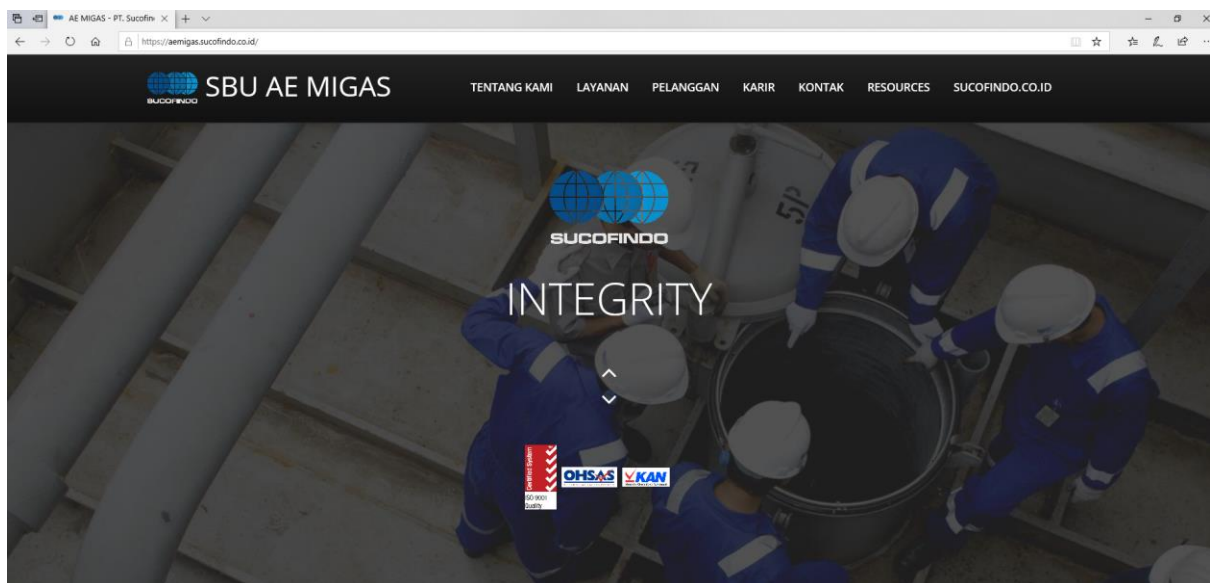 AE MIGAS - PT. Sucofin
https://aemigas.sucofindo.co.id/
SUCOFINDO
SBU AE MIGAS
TENTANG KAMI LAYANAN PELANGGAN KARIR KONTAK RESOURCES SUCOFINDO.CO.ID
5P
SUCOFINDO
INTEGRITY
Certified System
ISO 9001
Quality
OHSAS
KAN